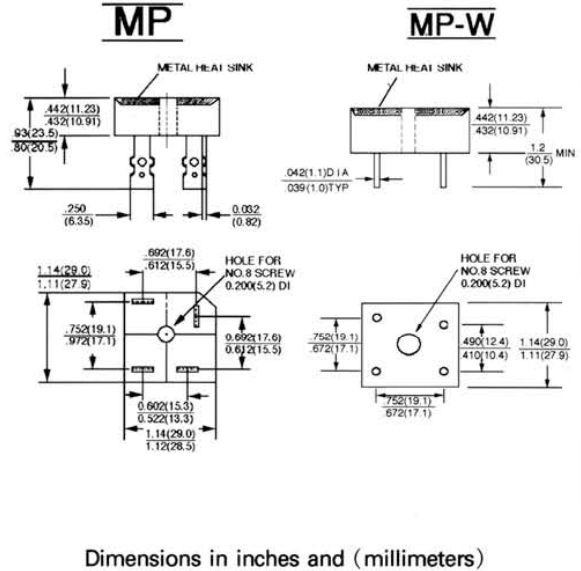 MP
MP-W
METAL HEAT SINK
.442(11.23)
.432(10.91)
.93(23.5)
.80(20.5)
.250
(6.35)
0.032
(0.82)
METAL HEAT SINK
.442(11.23)
.432(10.91)
1.2
(30.5)
MIN
.042(1.1)DIA
.039(1.0)TYP
.692(17.6)
.612(15.5)
1.14(29.0)
1.11(27.9)
HOLE FOR
NO.8 SCREW
0.200(5.2) DI
.752(19.1)
.972(17.1)
0.692(17.6)
0.612(15.5)
0.602(15.3)
0.522(13.3)
1.14(29.0)
1.12(28.5)
HOLE FOR
NO.8 SCREW
0.200(5.2) DI
.752(19.1)
.672(17.1)
490(12.4)
410(10.4)
1.14(29.0)
1.11(27.9)
.752(19.1)
.672(17.1)
Dimensions in inches and (millimeters)